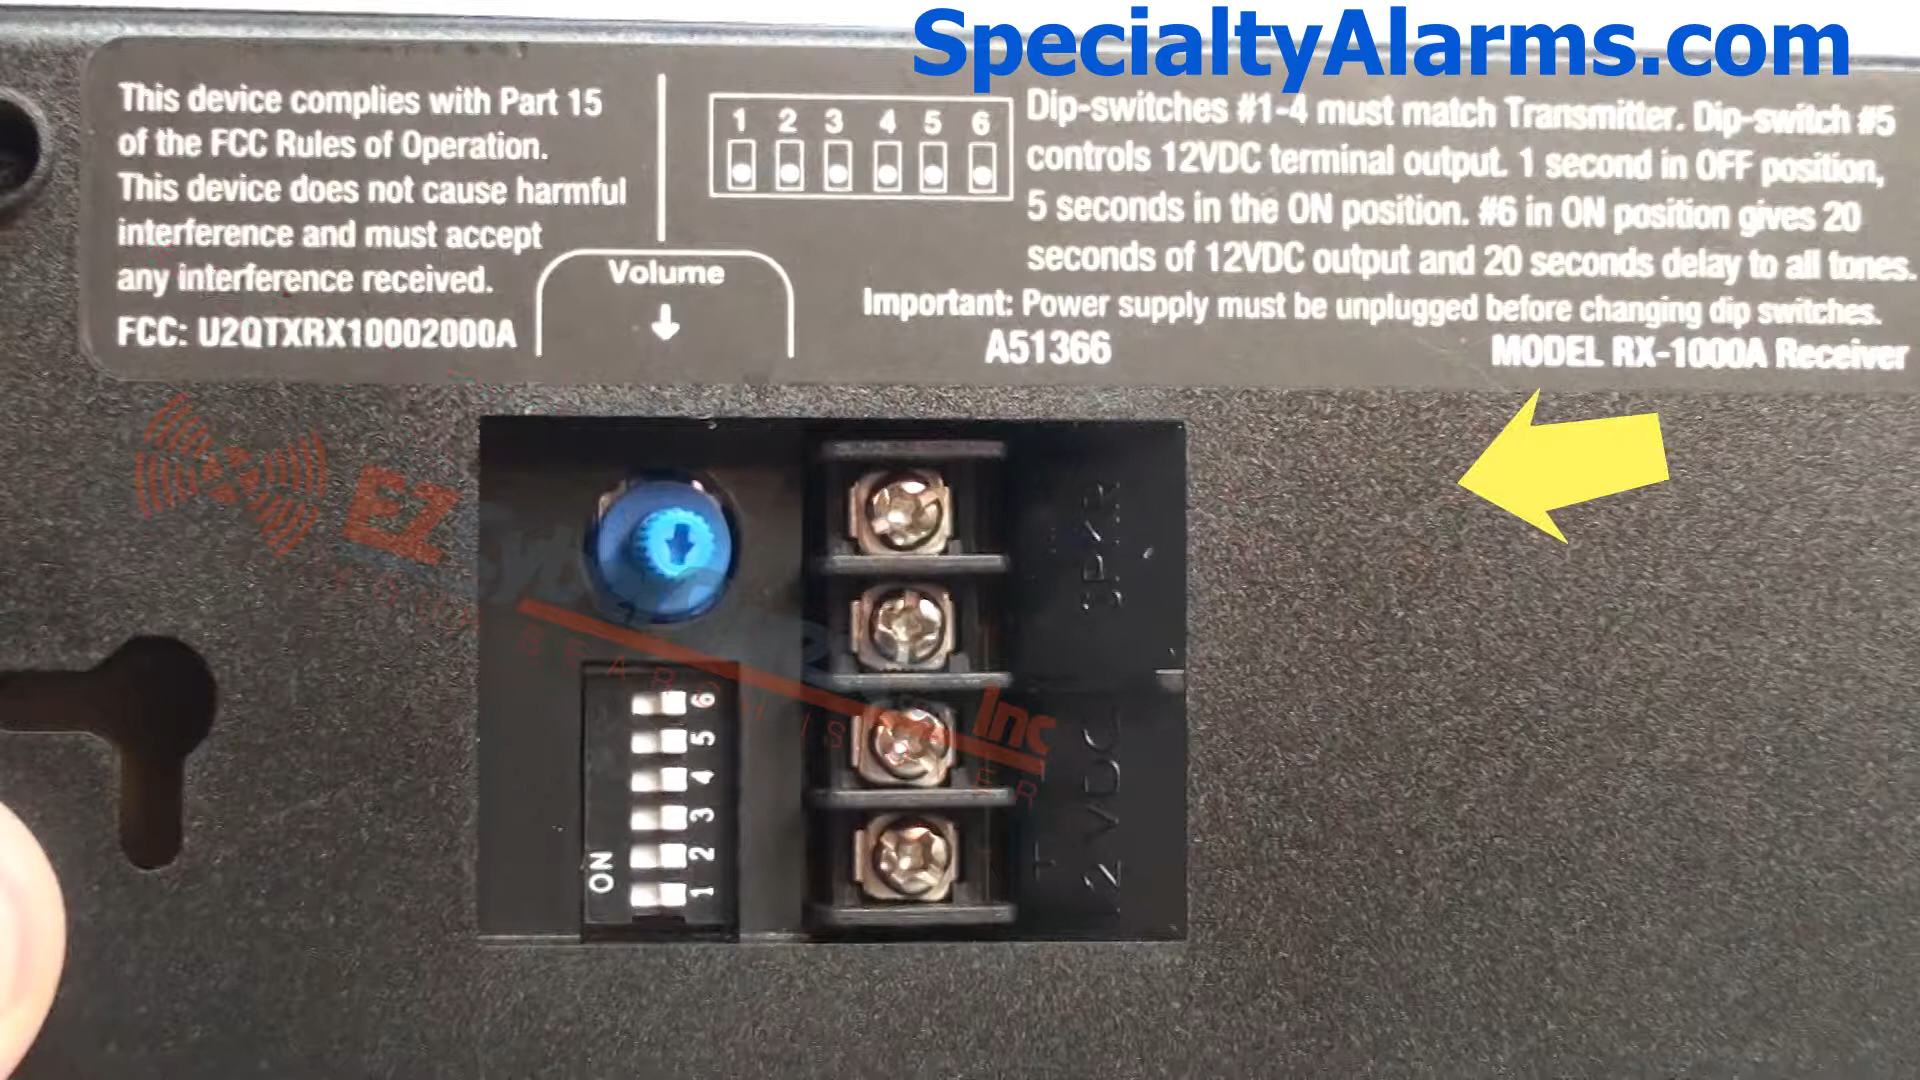 SpecialtyAlarms.com
This device complies with Part 15
of the FCC Rules of Operation.
This device does not cause harmful
interference and must accept
any interference received.
FCC: U2QTXRX10002000A
Volume
1 2 3 4 5 6
Dip-switches #1-4 must match Transmitter. Dip-switch #5
controls 12VDC terminal output. 1 second in OFF position,
5 seconds in the ON position. #6 in ON position gives 20
seconds of 12VDC output and 20 seconds delay to all tones.
Important: Power supply must be unplugged before changing dip switches.
A51366
MODEL RX-1000A Receiver
SPKR
12 VDC
ON
1 2 3 4 5 6
EZ
Inc